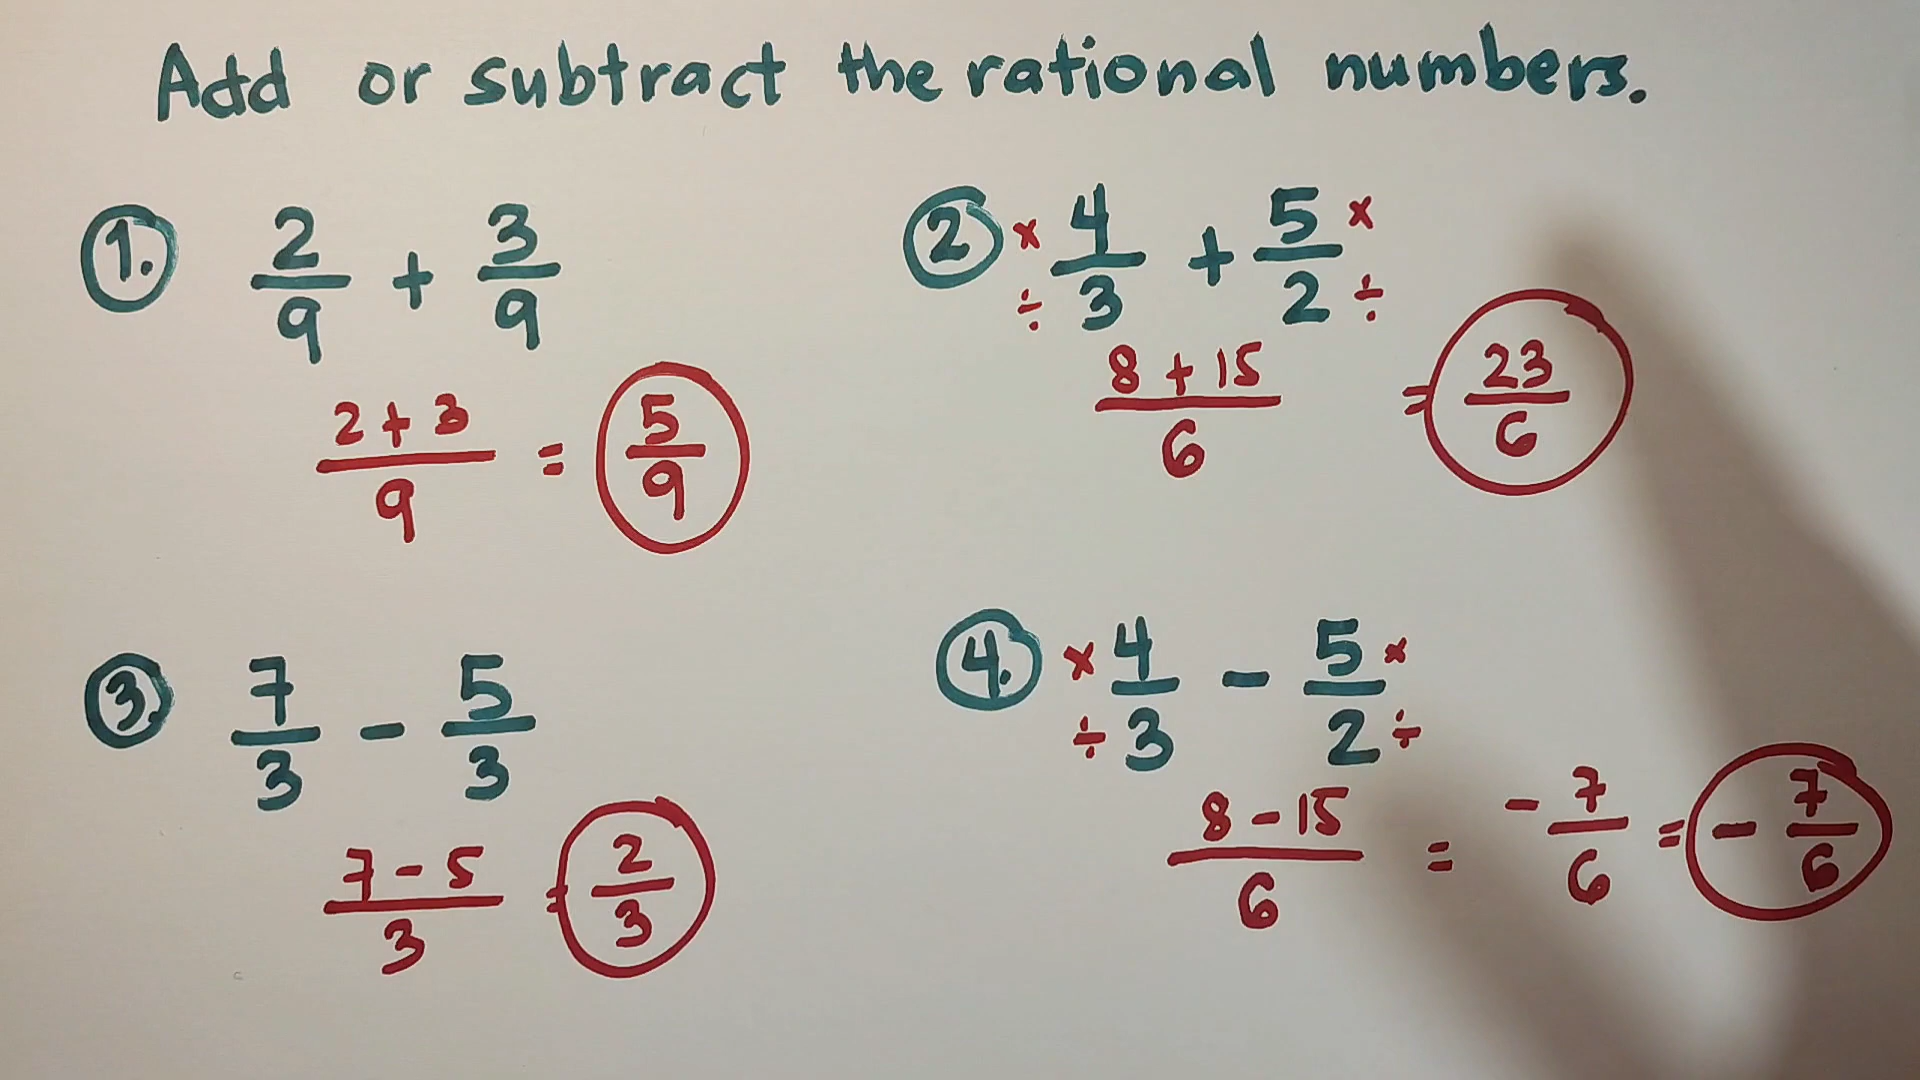 Add or subtract the rational numbers.
1. 2/9 + 3/9
2+3/9 = 5/9
2 × 4/3 + 5/2 ×
÷ ÷
8+15/6 = 23/6
3. 7/3 - 5/3
7-5/3 = 2/3
4. × 4/3 - 5/2 ×
÷ ÷
8-15/6 = -7/6 = -7/6